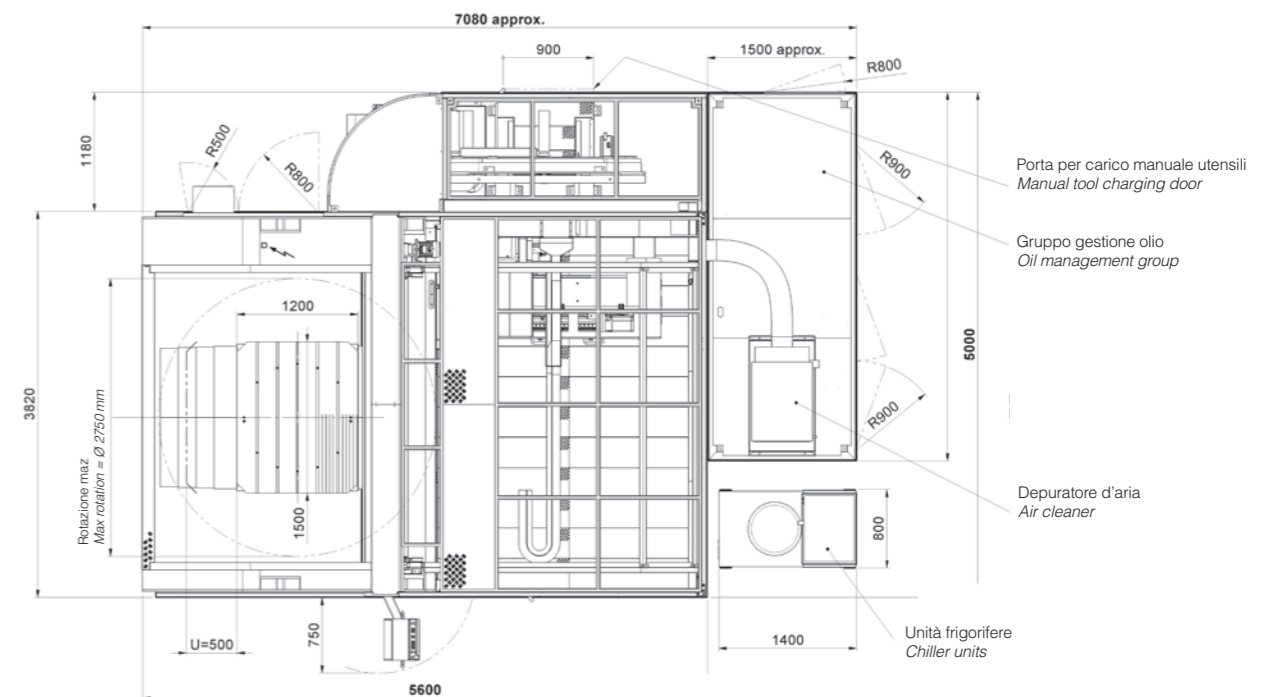 7080 approx.
900
1500 approx.
R800
1180
R500
R800
R900
Porta per carico manuale utensili
Manual tool charging door
Gruppo gestione olio
Oil management group
1200
5000
3820
Rotazione maz
Max rotation = Ø 2750 mm
1500
R900
Depuratore d'aria
Air cleaner
800
750
U=500
1400
Unità frigorifere
Chiller units
5600